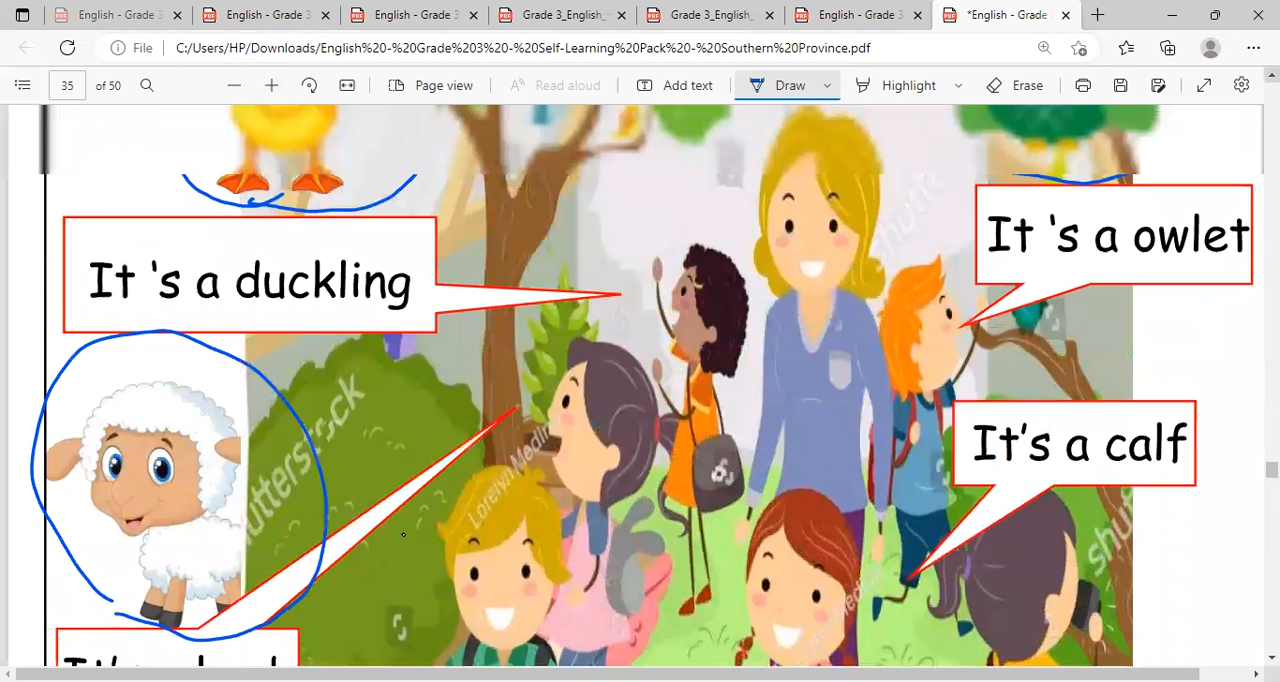 English - Grade 3
English - Grade 3
English - Grade 3
Grade 3_English_
Grade 3_English_
English - Grade 3
*English - Grade
File
C:/Users/HP/Downloads/English%20-%20Grade%203%20-%20Self-Learning%20Pack%20-%20Southern%20Province.pdf
35 of 50
Page view
Read aloud
Add text
Draw
Highlight
Erase
It 's a owlet
It 's a duckling
It's a calf
shutterstock